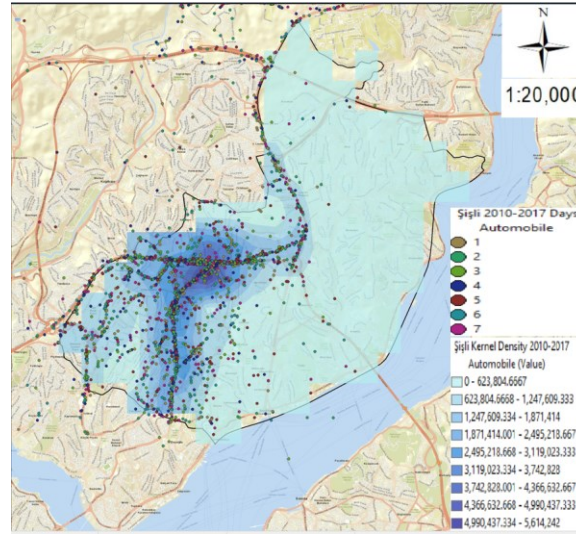 N
1:20,000
Şişli 2010-2017 Days
Automobile
1
2
3
4
5
6
7
Şişli Kernel Density 2010-2017
Automobile (Value)
0 - 623,804.6667
623,804.6668 - 1,247,609.333
1,247,609.334 - 1,871,414
1,871,414.001 - 2,495,218.667
2,495,218.668 - 3,119,023.333
3,119,023.334 - 3,742,828
3,742,828.001 - 4,366,632.667
4,366,632.668 - 4,990,437.333
4,990,437.334 - 5,614,242